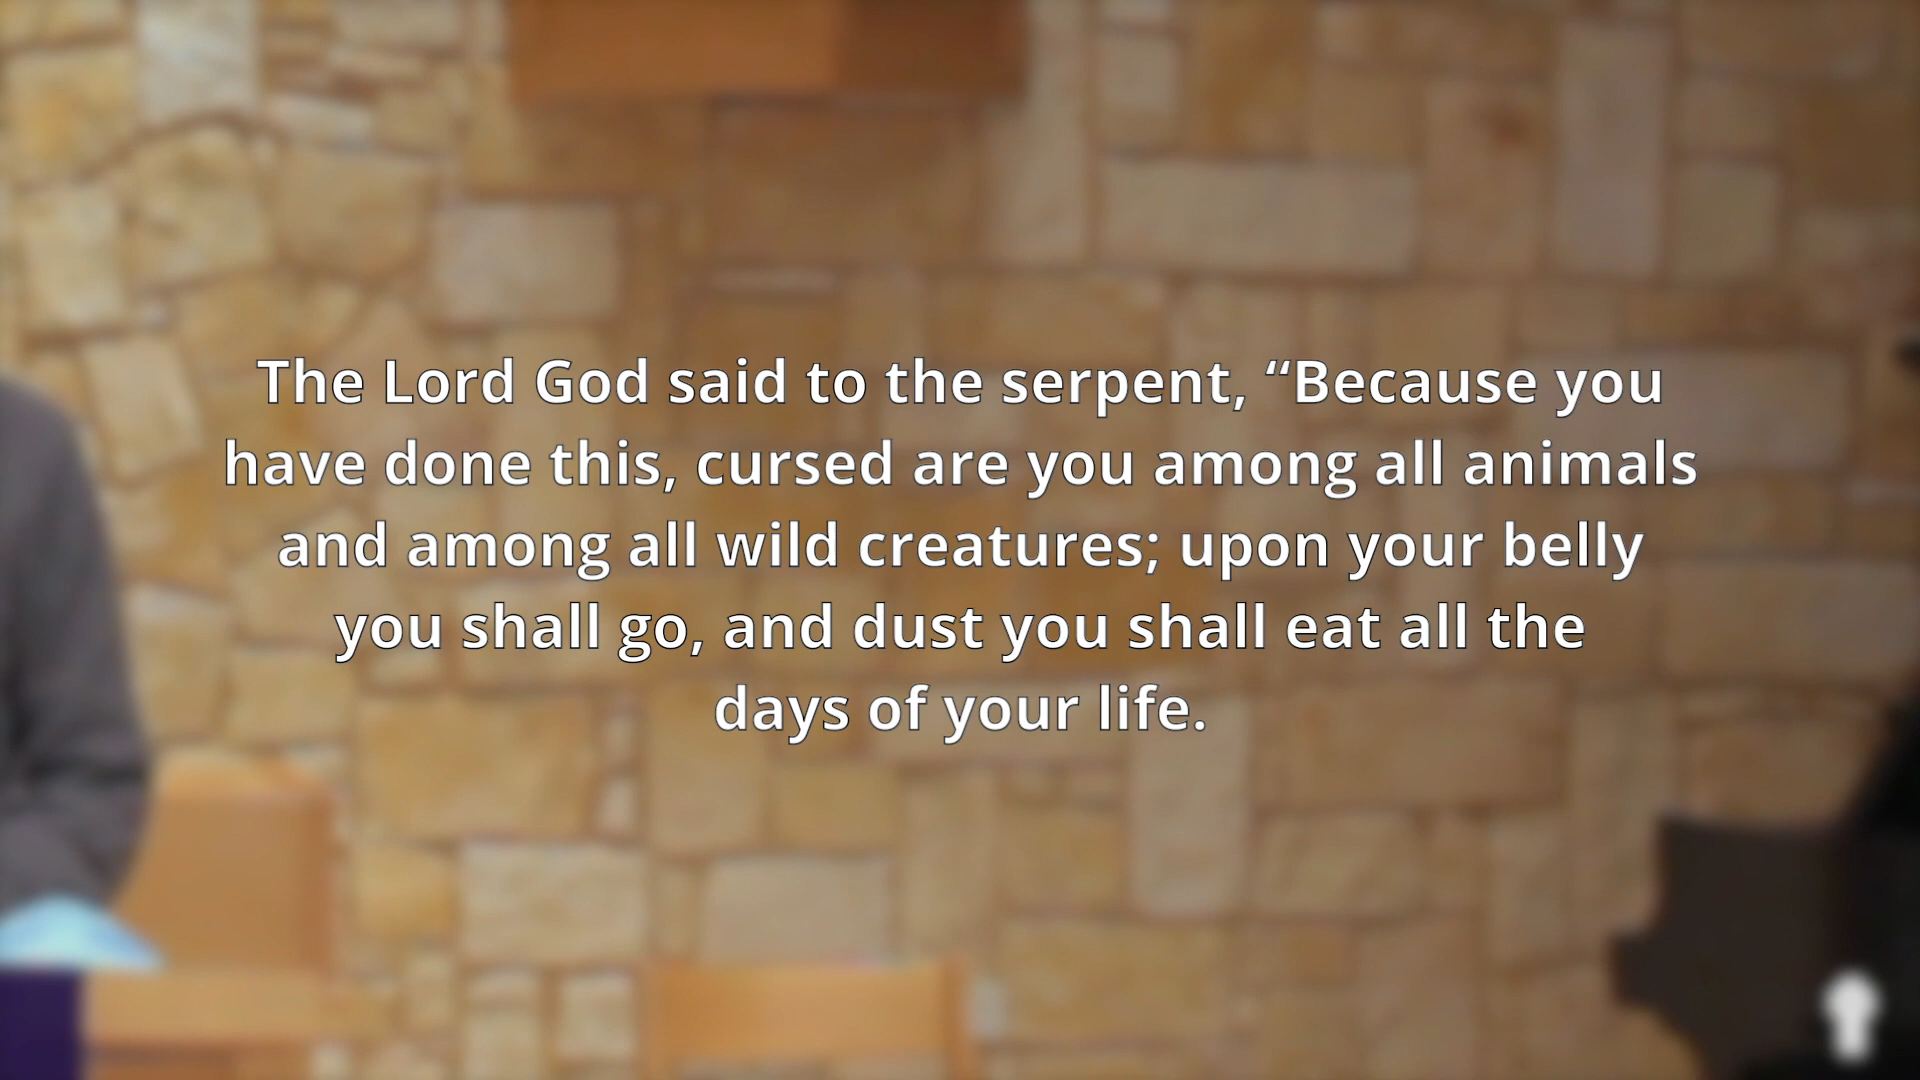 The Lord God said to the serpent, “Because you
have done this, cursed are you among all animals
and among all wild creatures; upon your belly
you shall go, and dust you shall eat all the
days of your life.